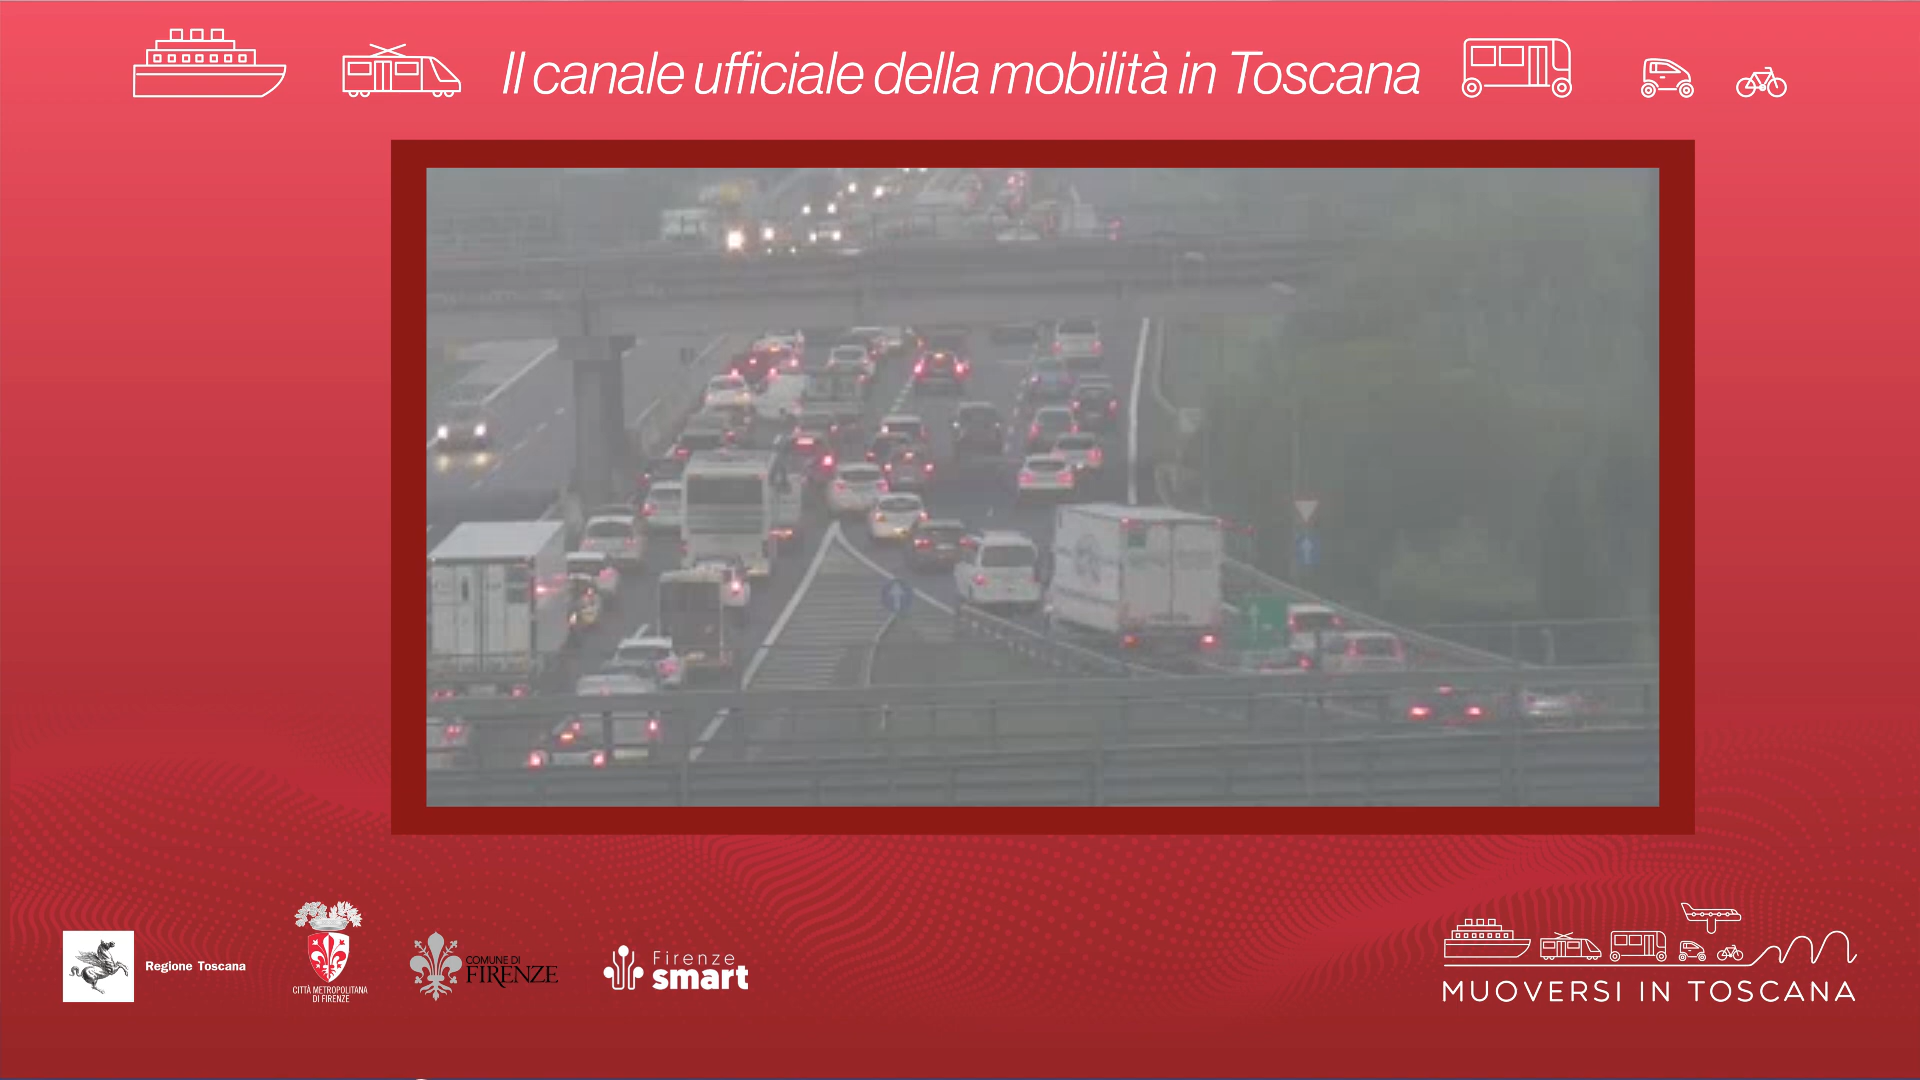 Il canale ufficiale della mobilità in Toscana
Regione Toscana
CITTÀ METROPOLITANA
DI FIRENZE
COMUNE DI
FIRENZE
Firenze
smart
MUOVERSI IN TOSCANA